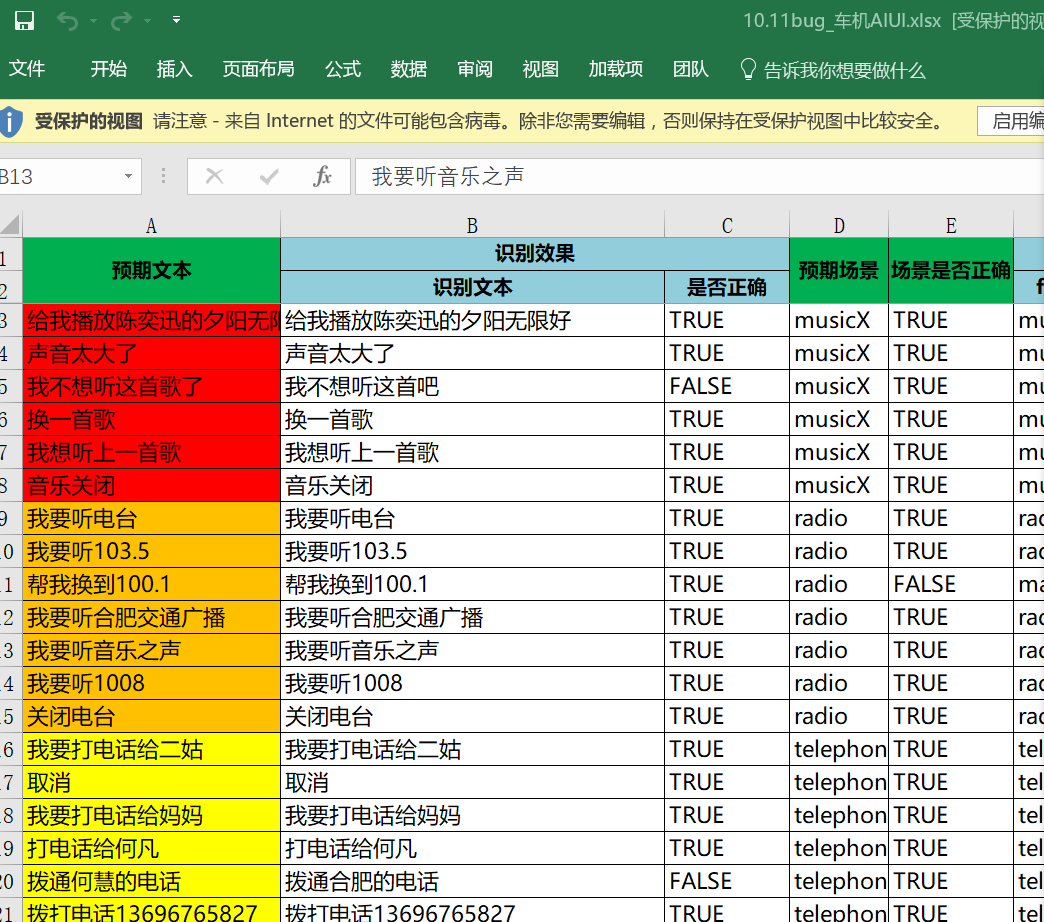 10.11bug_车机AIUI.xlsx [受保护的视
文件 开始 插入 页面布局 公式 数据 审阅 视图 加载项 团队 告诉我你想要做什么
受保护的视图 请注意 - 来自 Internet 的文件可能包含病毒。除非您需要编辑，否则保持在受保护视图中比较安全。 启用编
B13 fx 我要听音乐之声
A B C D E
1 预期文本 识别效果 预期场景 场景是否正确
2 识别文本 是否正确 f
3 给我播放陈奕迅的夕阳无限 给我播放陈奕迅的夕阳无限好 TRUE musicX TRUE mu
4 声音太大了 声音太大了 TRUE musicX TRUE mu
5 我不想听这首歌了 我不想听这首吧 FALSE musicX TRUE mu
6 换一首歌 换一首歌 TRUE musicX TRUE mu
7 我想听上一首歌 我想听上一首歌 TRUE musicX TRUE mu
8 音乐关闭 音乐关闭 TRUE musicX TRUE mu
9 我要听电台 我要听电台 TRUE radio TRUE rad
0 我要听103.5 我要听103.5 TRUE radio TRUE rad
1 帮我换到100.1 帮我换到100.1 TRUE radio FALSE ma
2 我要听合肥交通广播 我要听合肥交通广播 TRUE radio TRUE rad
3 我要听音乐之声 我要听音乐之声 TRUE radio TRUE rad
4 我要听1008 我要听1008 TRUE radio TRUE rad
5 关闭电台 关闭电台 TRUE radio TRUE rad
6 我要打电话给二姑 我要打电话给二姑 TRUE telephon TRUE tel
7 取消 取消 TRUE telephon TRUE tel
8 我要打电话给妈妈 我要打电话给妈妈 TRUE telephon TRUE tel
9 打电话给何凡 打电话给何凡 TRUE telephon TRUE tel
20 拨通何慧的电话 拨通合肥的电话 FALSE telephon TRUE tel
21 拨打电话13696765827 拨打电话13696765827 TRUE telephon TRUE tel